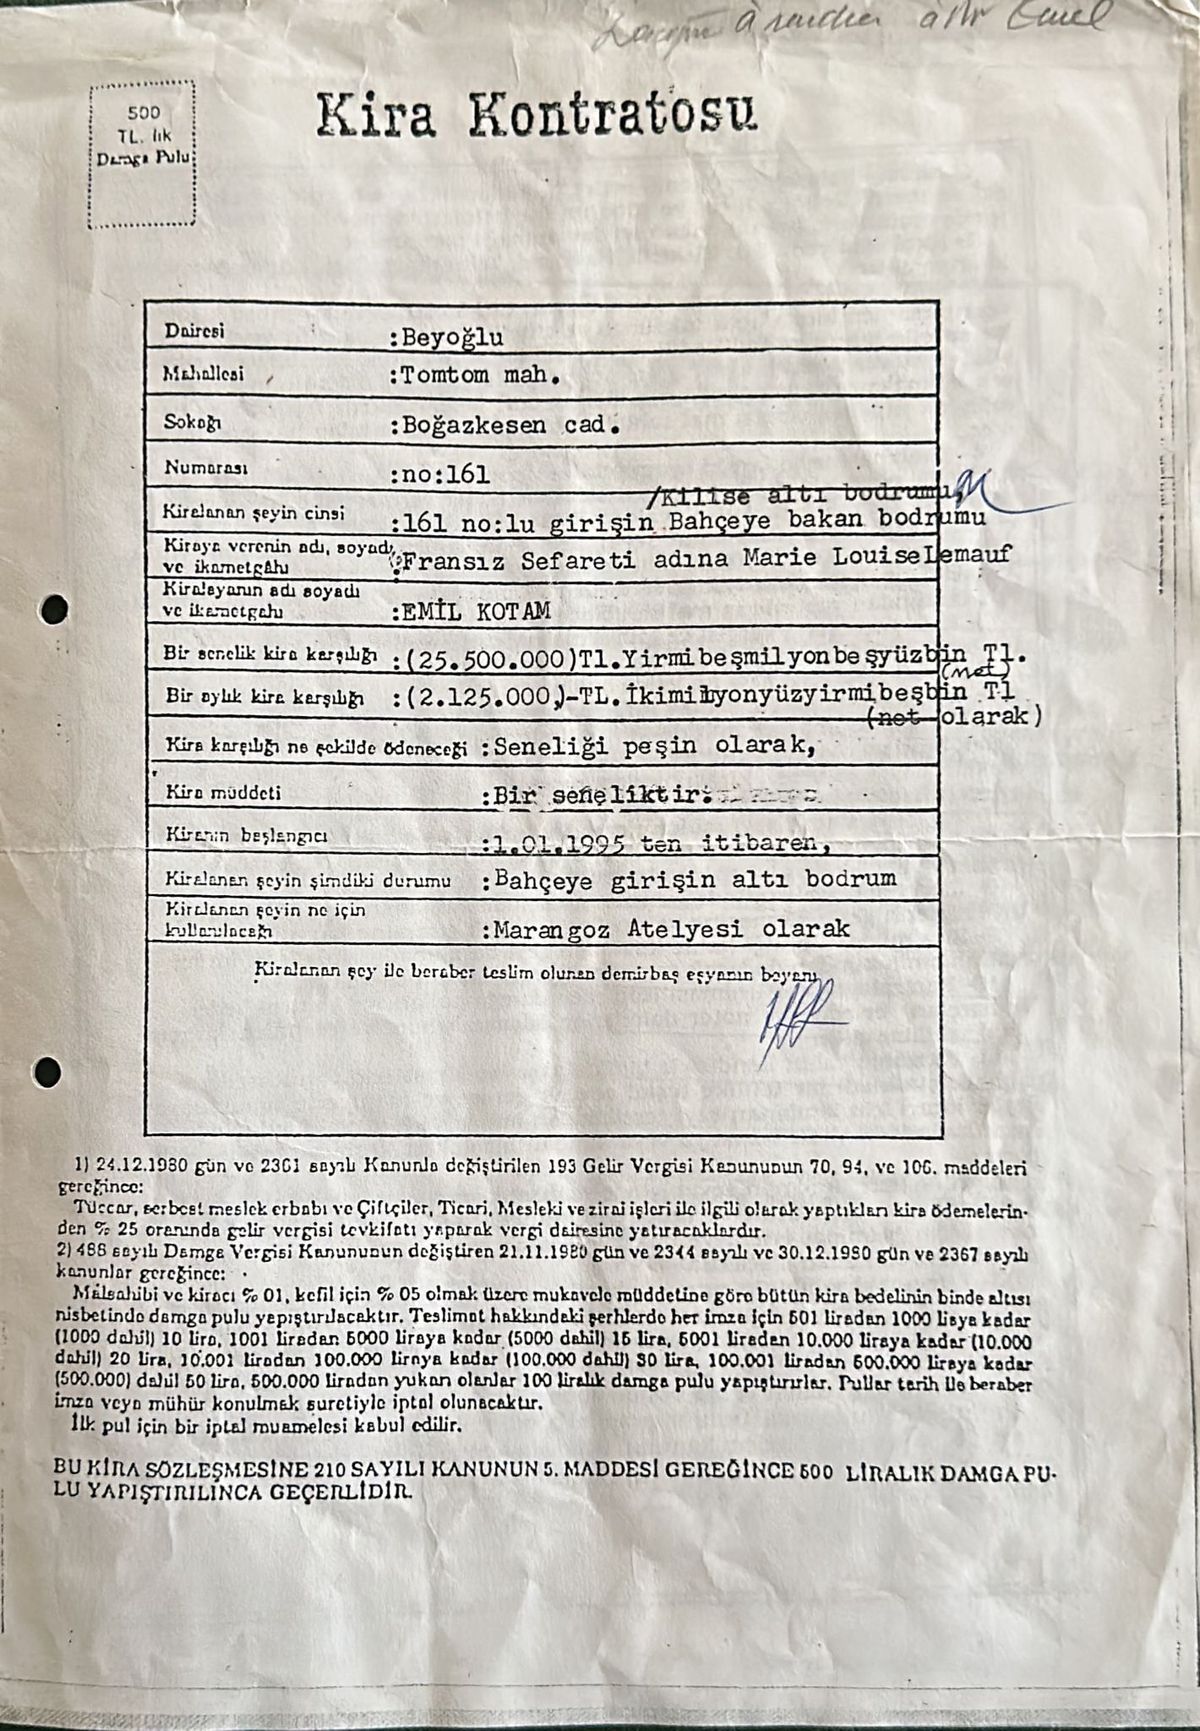 à Mr Emil
500
TL. lık
Damga Pulu
Kira Kontratosu
Dairesi :Beyoğlu
Mahallesi :Tomtom mah.
Sokağı :Boğazkesen cad.
Numarası :no:161
/Kilise altı bodrumu,
Kiralanan şeyin cinsi :161 no:lu girişin Bahçeye bakan bodrumu
Kiraya verenin adı, soyadı
ve ikametgâhı :Fransız Sefareti adına Marie Louise Lemauf
Kiralayanın adı soyadı
ve ikametgahı :EMİL KOTAM
Bir senelik kira karşılığı :(25.500.000)Tl.Yirmibeşmilyonbeşyüzbin Tl.
(net)
Bir aylık kira karşılığı :(2.125.000,)-TL.İkimilyonyüzyirmibeşbin Tl
(net olarak)
Kira karşılığı ne şekilde ödeneceği :Seneliği peşin olarak,
Kira müddeti :Bir seneliktir.
Kiranın başlangıcı :1.01.1995 ten itibaren,
Kiralanan şeyin şimdiki durumu :Bahçeye girişin altı bodrum
Kiralanan şeyin ne için
kullanılacağı :Marangoz Atelyesi olarak
Kiralanan şey ile beraber teslim olunan demirbaş eşyanın beyanı
1) 24.12.1980 gün ve 2361 sayılı Kanunla değiştirilen 193 Gelir Vergisi Kanununun 70, 94, ve 106. maddeleri
gereğince:
Tüccar, serbest meslek erbabı ve Çiftçiler, Ticari, Mesleki ve zirai işleri ile ilgili olarak yaptıkları kira ödemelerin-
den % 25 oranında gelir vergisi tevkifatı yaparak vergi dairesine yatıracaklardır.
2) 488 sayılı Damga Vergisi Kanununun değiştiren 21.11.1980 gün ve 2344 sayılı ve 30.12.1980 gün ve 2367 sayılı
kanunlar gereğince:
Malsahibi ve kiracı % 01, kefil için % 05 olmak üzere mukavele müddetine göre bütün kira bedelinin binde altısı
nisbetinde damga pulu yapıştırılacaktır. Teslimat hakkındaki şerhlerde her imza için 501 liradan 1000 lisya kadar
(1000 dahil) 10 lira, 1001 liradan 5000 liraya kadar (5000 dahil) 15 lira, 5001 liradan 10.000 liraya kadar (10.000
dahil) 20 lira, 10.001 liradan 100.000 liraya kadar (100.000 dahil) 30 lira, 100.001 liradan 500.000 liraya kadar
(500.000) dahil 50 lira, 500.000 liradan yukarı olanlar 100 liralık damga pulu yapıştırırlar. Pullar tarih ile beraber
imza veya mühür konulmak suretiyle iptal olunacaktır.
İlk pul için bir iptal muamelesi kabul edilir.
BU KİRA SÖZLEŞMESİNE 210 SAYILI KANUNUN 5. MADDESİ GEREĞİNCE 500 LİRALIK DAMGA PU-
LU YAPIŞTIRILINCA GEÇERLİDİR.